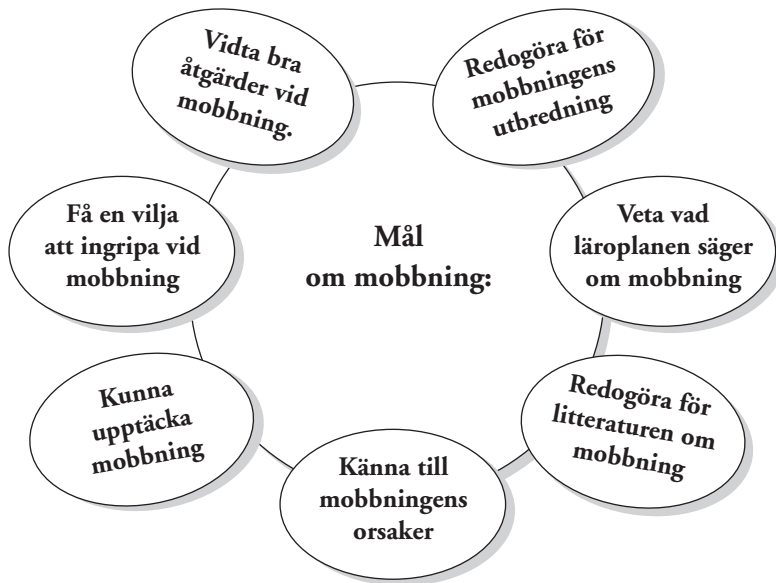 Mål
om mobbning:
Redogöra för
mobbningens
utbredning
Veta vad
läroplanen säger
om mobbning
Redogöra för
litteraturen om
mobbning
Känna till
mobbningens
orsaker
Kunna
upptäcka
mobbning
Få en vilja
att ingripa vid
mobbning
Vidta bra
åtgärder vid
mobbning.